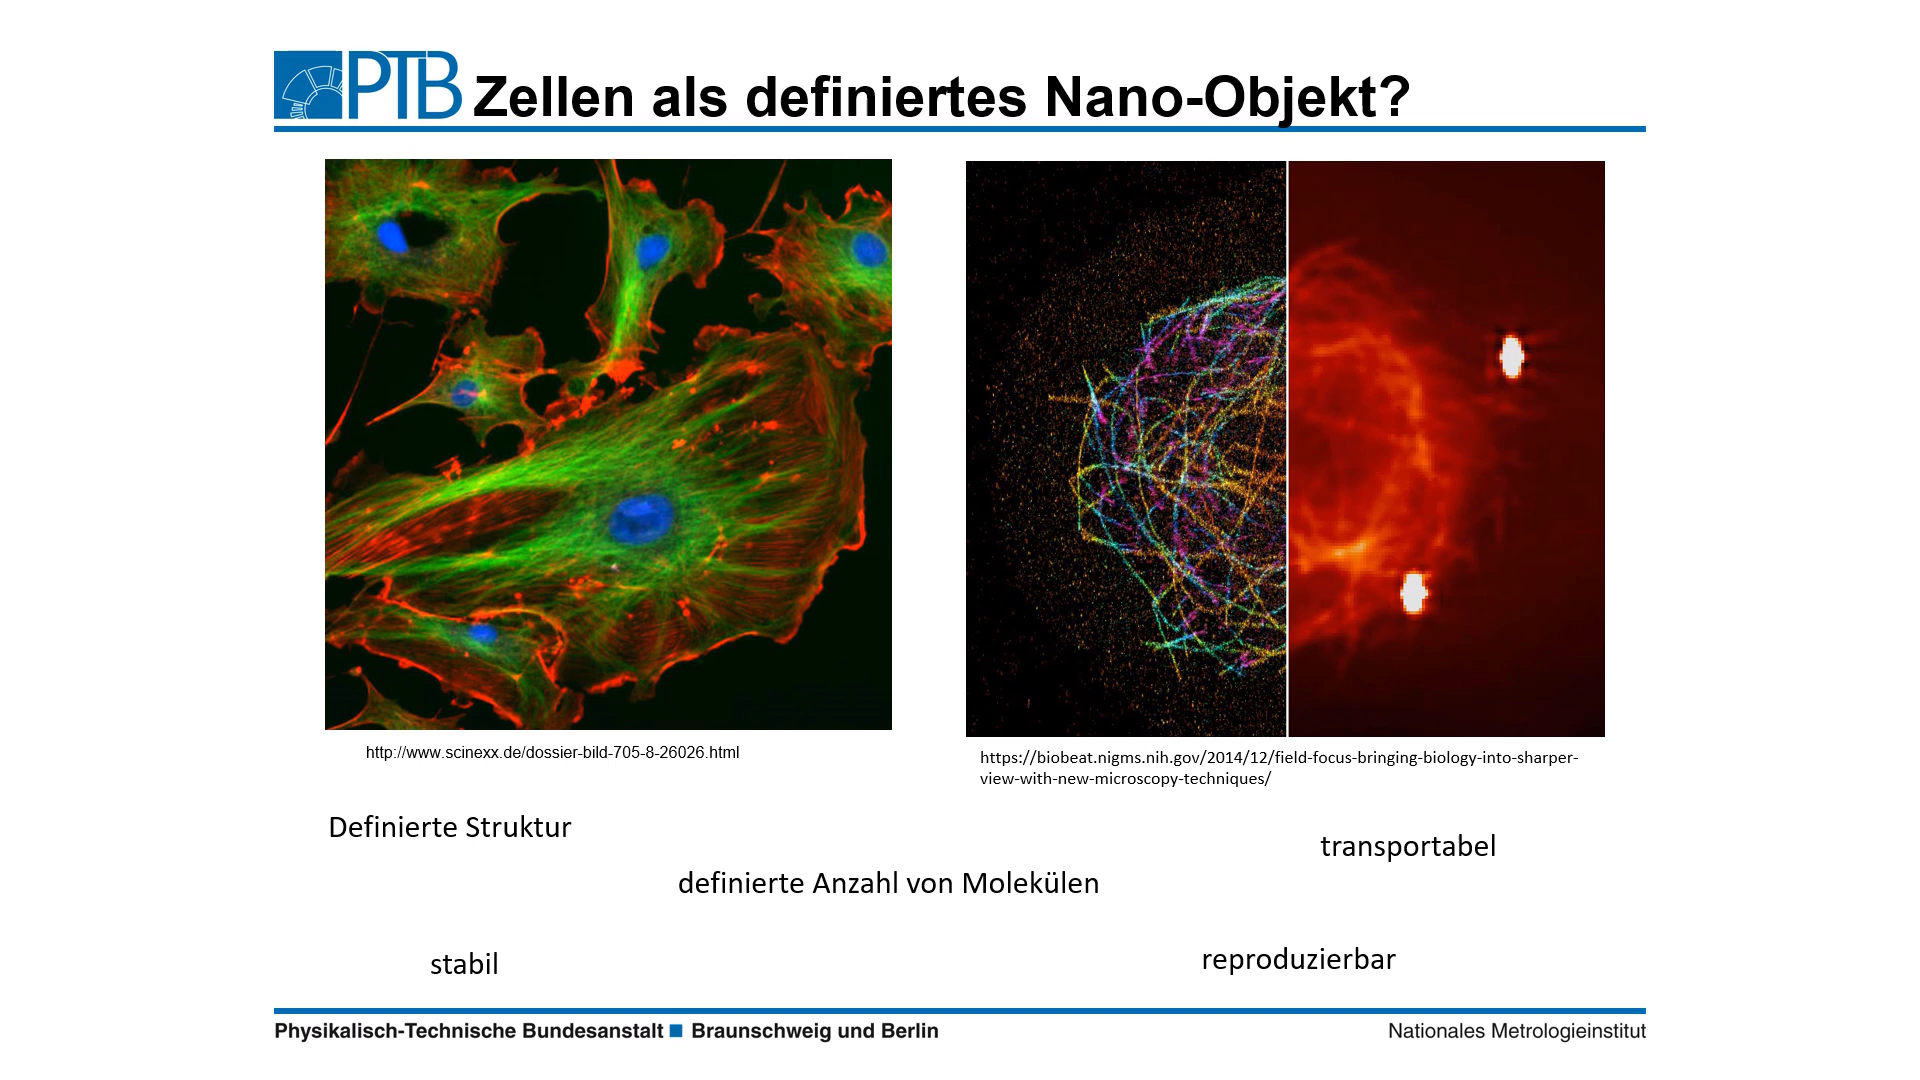 PTB Zellen als definiertes Nano-Objekt?
http://www.scinexx.de/dossier-bild-705-8-26026.html
https://biobeat.nigms.nih.gov/2014/12/field-focus-bringing-biology-into-sharper-
view-with-new-microscopy-techniques/
Definierte Struktur
transportabel
definierte Anzahl von Molekülen
stabil
reproduzierbar
Physikalisch-Technische Bundesanstalt ■ Braunschweig und Berlin
Nationales Metrologieinstitut